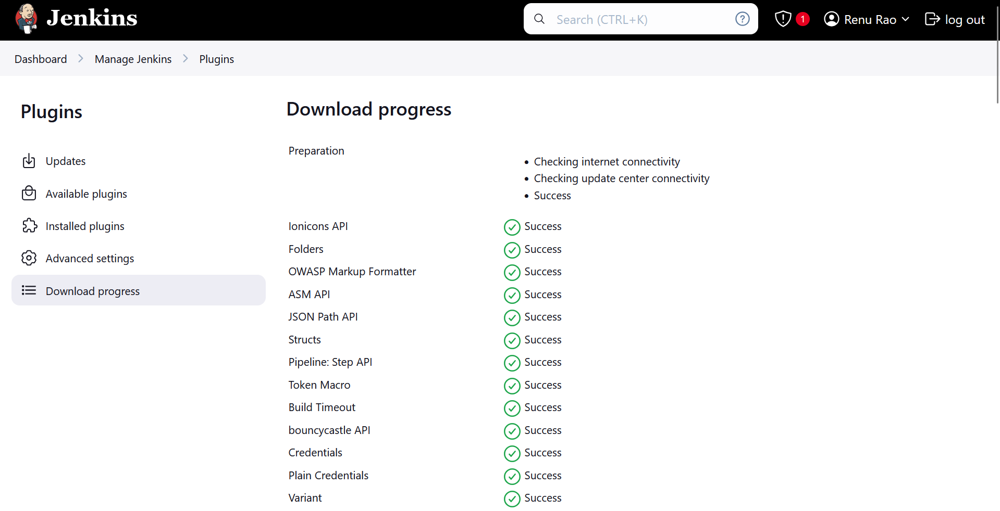 Jenkins
Search (CTRL+K)
?
1
Renu Rao
log out
Dashboard
Manage Jenkins
Plugins
Plugins
Updates
Available plugins
Installed plugins
Advanced settings
Download progress
Download progress
Preparation
Checking internet connectivity
Checking update center connectivity
Success
Ionicons API Success
Folders Success
OWASP Markup Formatter Success
ASM API Success
JSON Path API Success
Structs Success
Pipeline: Step API Success
Token Macro Success
Build Timeout Success
bouncycastle API Success
Credentials Success
Plain Credentials Success
Variant Success